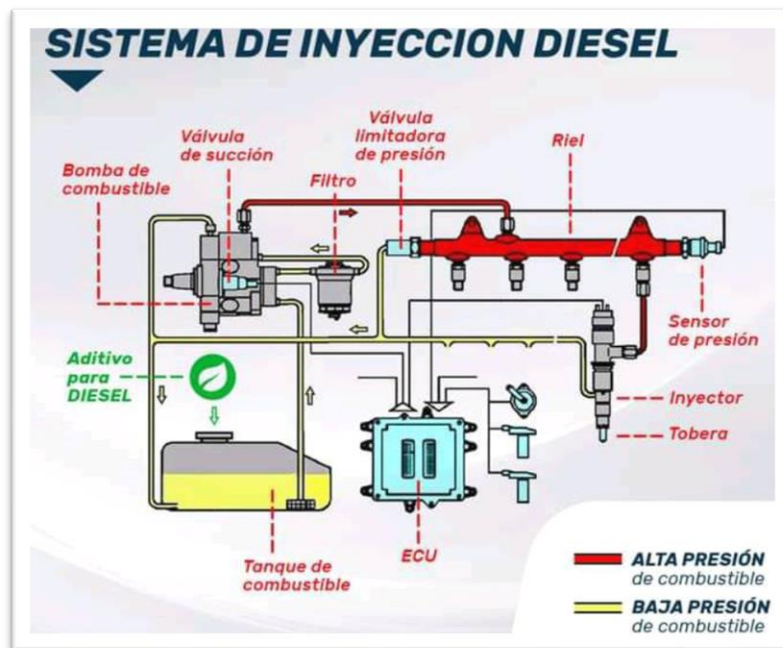 SISTEMA DE INYECCION DIESEL
Válvula
limitadora
de presión
Válvula
de succión
Riel
Bomba de
combustible
Filtro
Sensor
de presión
Aditivo
para
DIESEL
Inyector
Tobera
ECU
Tanque de
combustible
ALTA PRESIÓN
de combustible
BAJA PRESIÓN
de combustible